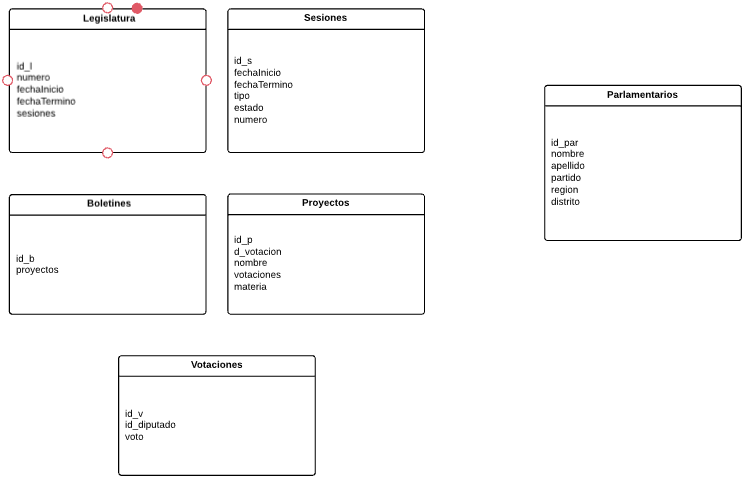 Legislatura
id_l
numero
fechaInicio
fechaTermino
sesiones
Sesiones
id_s
fechaInicio
fechaTermino
tipo
estado
numero
Parlamentarios
id_par
nombre
apellido
partido
region
distrito
Boletines
id_b
proyectos
Proyectos
id_p
d_votacion
nombre
votaciones
materia
Votaciones
id_v
id_diputado
voto